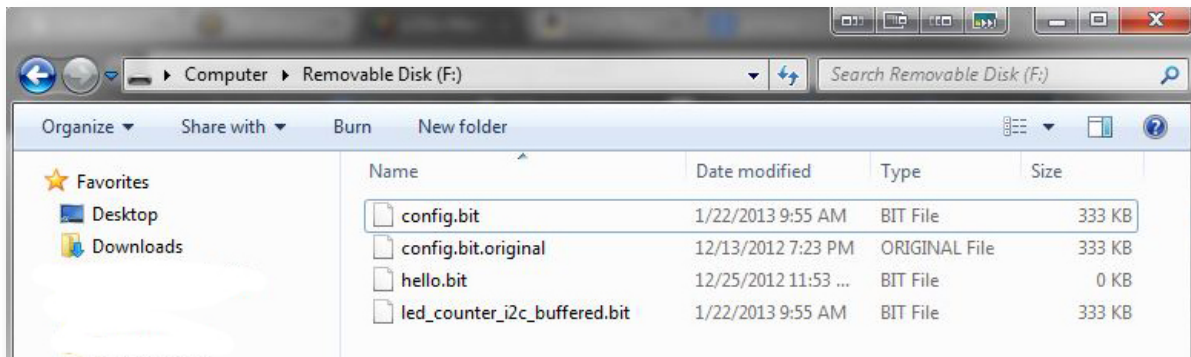 Computer Removable Disk (F:) Search Removable Disk (F:)
Organize Share with Burn New folder
Name Date modified Type Size
Favorites
Desktop
Downloads
config.bit 1/22/2013 9:55 AM BIT File 333 KB
config.bit.original 12/13/2012 7:23 PM ORIGINAL File 333 KB
hello.bit 12/25/2012 11:53 ... BIT File 0 KB
led_counter_i2c_buffered.bit 1/22/2013 9:55 AM BIT File 333 KB